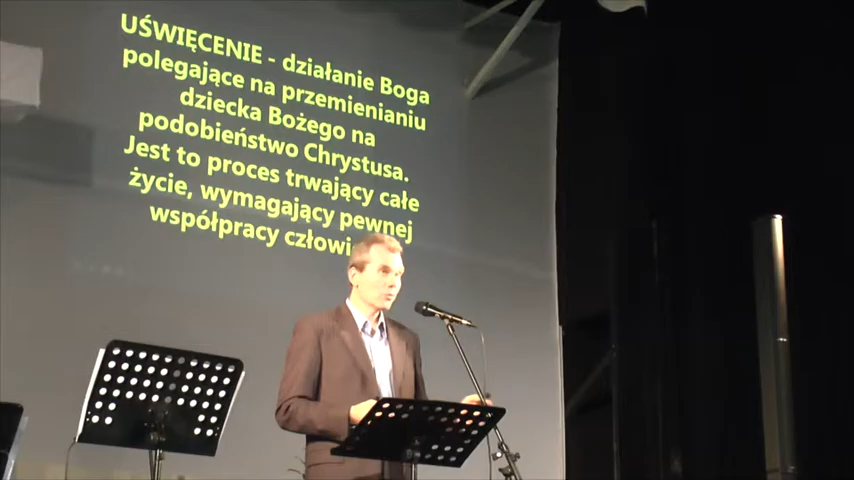 UŚWIĘCENIE - działanie Boga
polegające na przemienianiu
dziecka Bożego na
podobieństwo Chrystusa.
Jest to proces trwający całe
życie, wymagający pewnej
współpracy